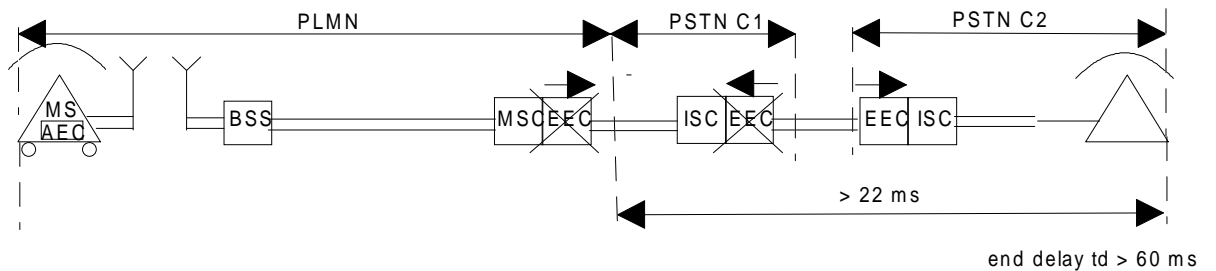 PLMN
PSTN C1
PSTN C2
MS
AEC
BSS
MSC EEC
ISC EEC
EEC ISC
> 22 ms
end delay td > 60 ms